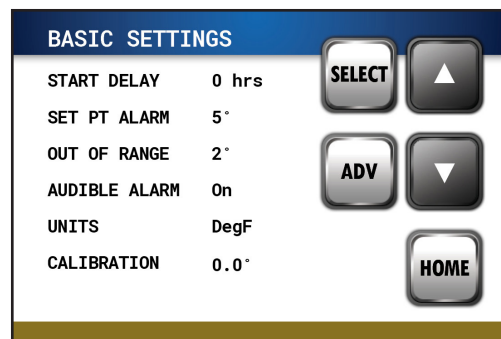 BASIC SETTINGS
START DELAY 0 hrs
SET PT ALARM 5°
OUT OF RANGE 2°
AUDIBLE ALARM On
UNITS DegF
CALIBRATION 0.0°
SELECT
ADV
HOME